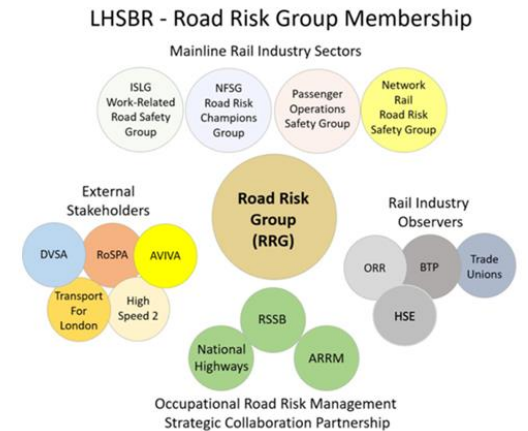 LHSBR - Road Risk Group Membership
Mainline Rail Industry Sectors
ISLG
Work-Related
Road Safety
Group
NFSG
Road Risk
Champions
Group
Passenger
Operations
Safety Group
Network
Rail
Road Risk
Safety Group
Road Risk
Group
(RRG)
External
Stakeholders
DVSA
RoSPA
AVIVA
Transport
For
London
High
Speed 2
Rail Industry
Observers
ORR
BTP
Trade
Unions
HSE
RSSB
National
Highways
ARRM
Occupational Road Risk Management
Strategic Collaboration Partnership